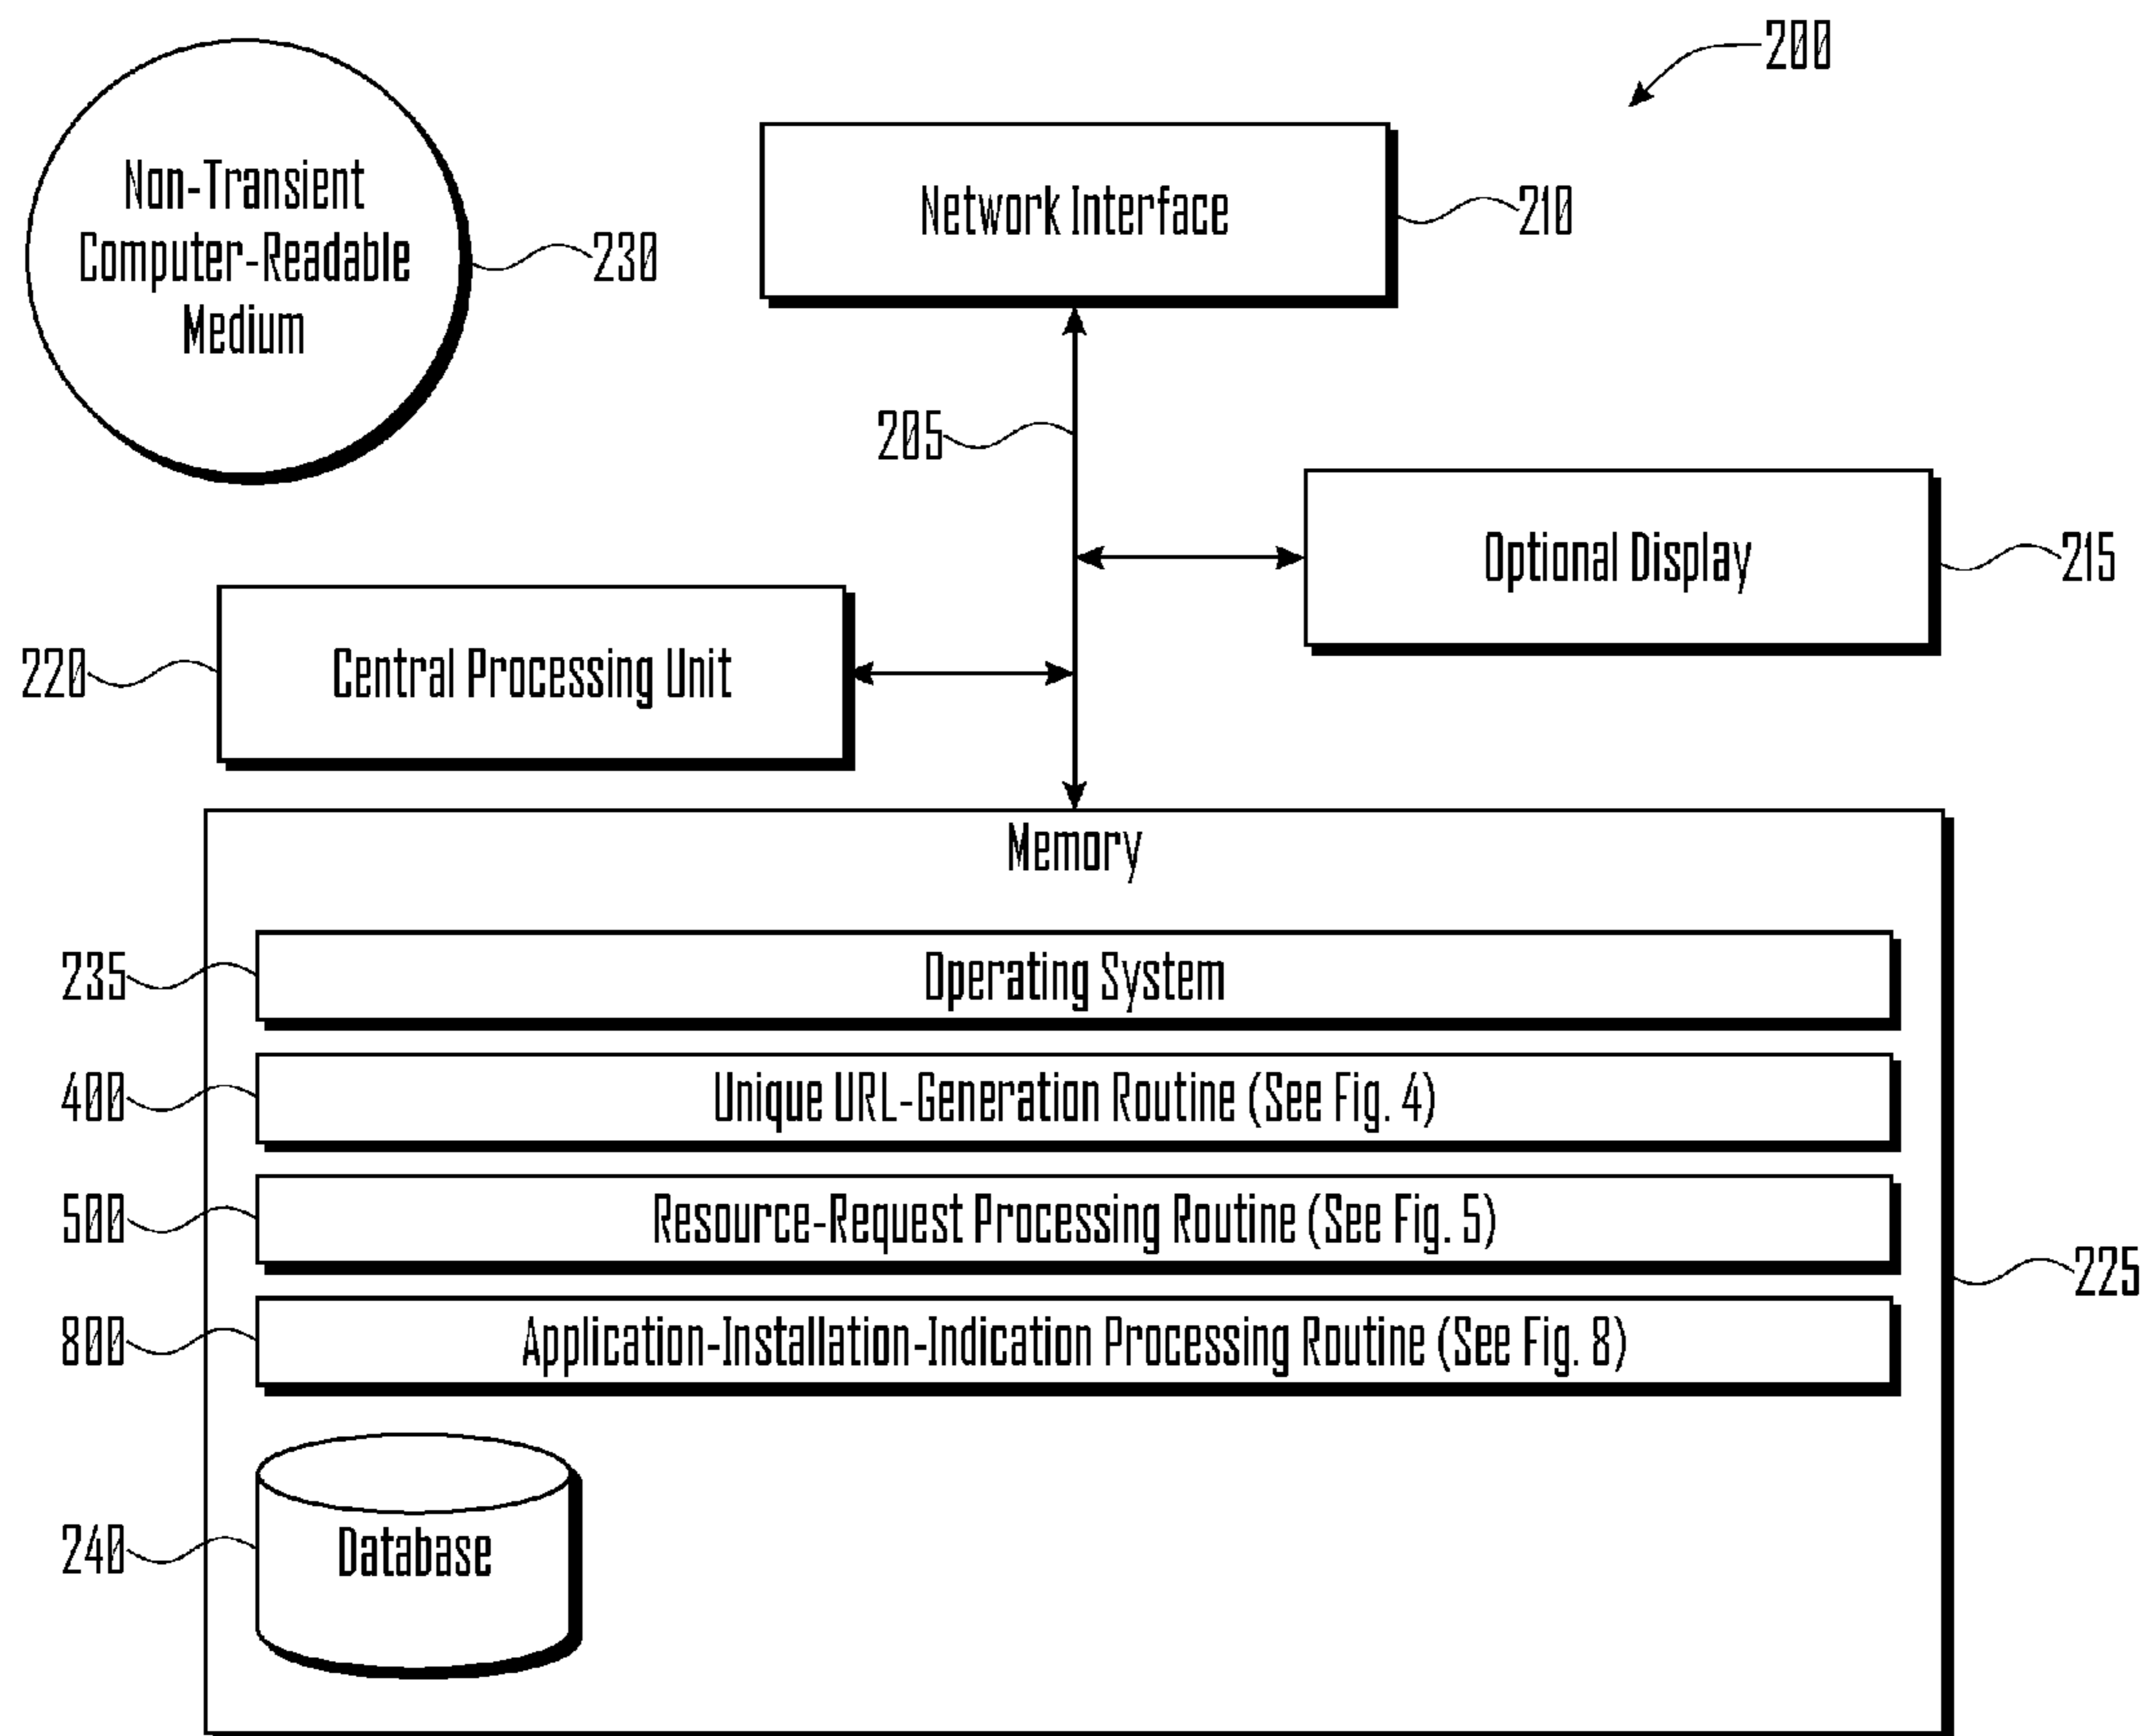 200
Non-Transient
Computer-Readable
Medium
230
Network Interface
210
205
Optional Display
215
220
Central Processing Unit
Memory
235
Operating System
400
Unique URL-Generation Routine (See Fig. 4)
500
Resource-Request Processing Routine (See Fig. 5)
225
800
Application-Installation-Indication Processing Routine (See Fig. 8)
240
Database